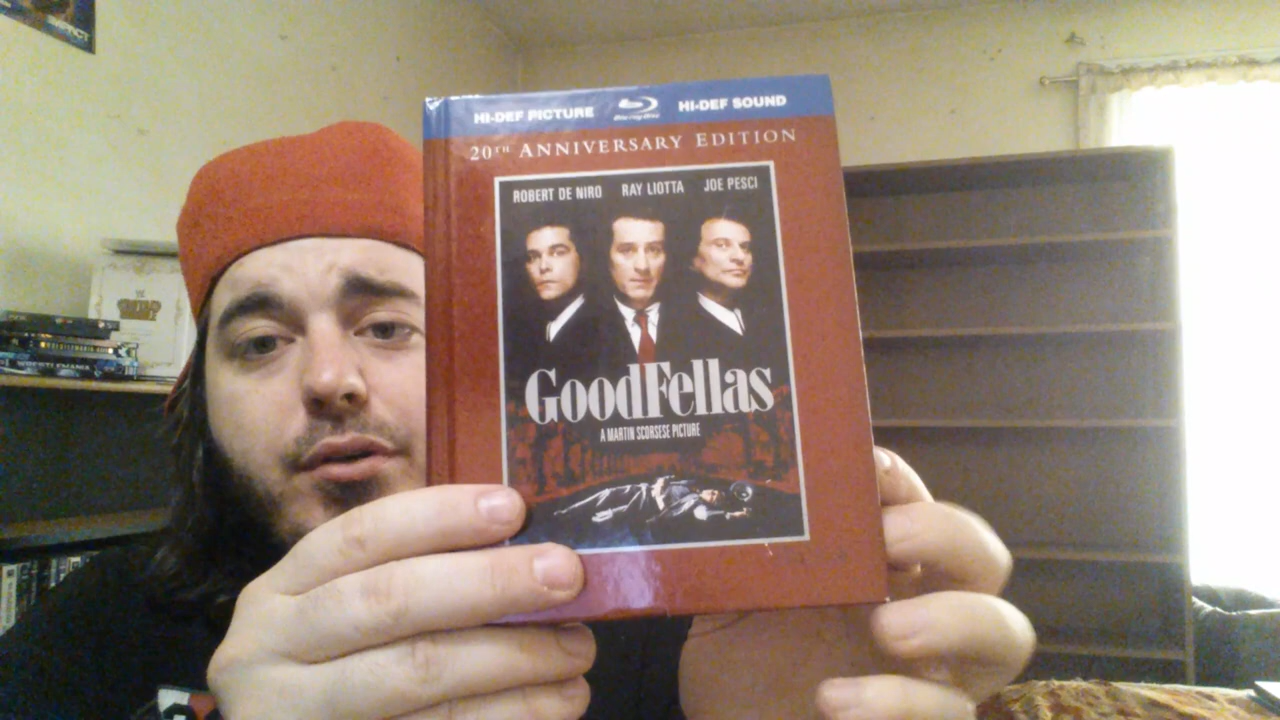 HI-DEF PICTURE Blu-ray Disc HI-DEF SOUND
20TH ANNIVERSARY EDITION
ROBERT DE NIRO RAY LIOTTA JOE PESCI
GoodFellas
A MARTIN SCORSESE PICTURE
WRESTLEMANIA